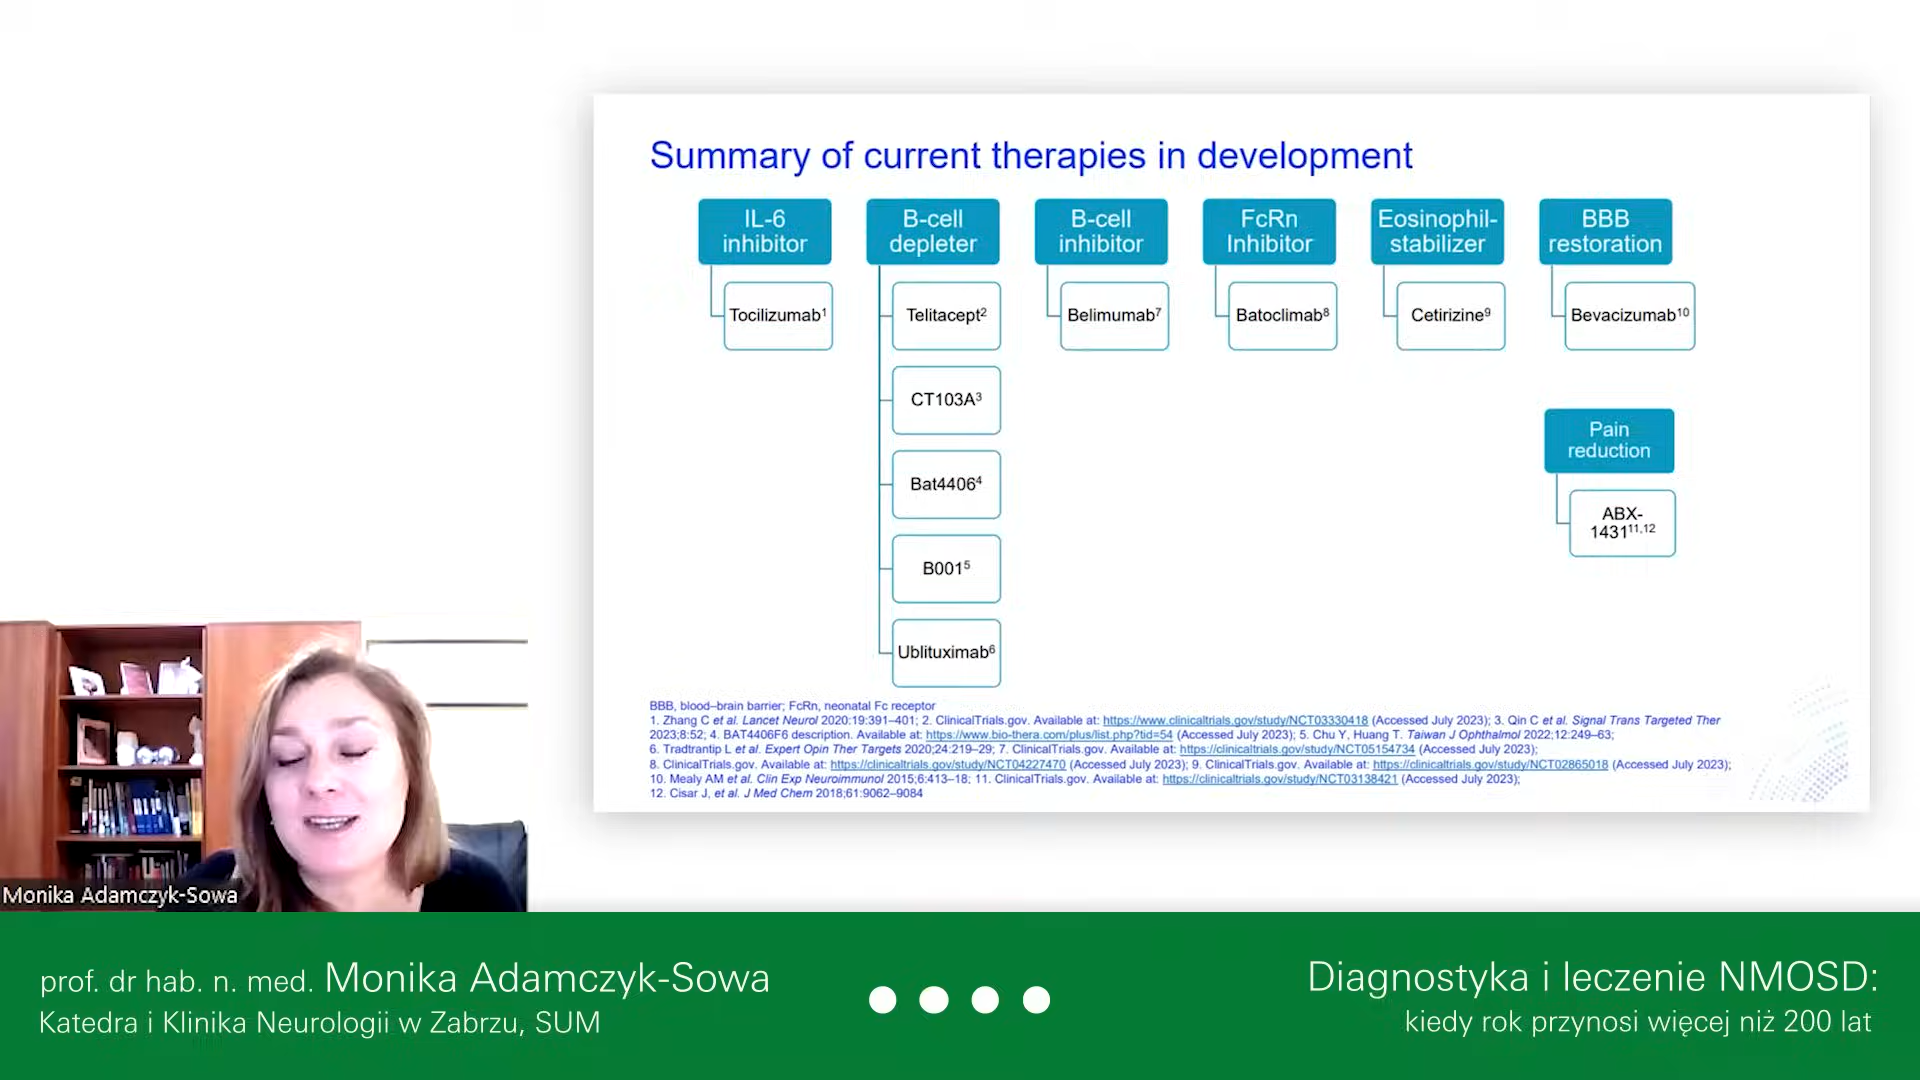 Summary of current therapies in development
IL-6
inhibitor
Tocilizumab¹
B-cell
depleter
Telitacept²
CT103A³
Bat4406⁴
B001⁵
Ublituximab⁶
B-cell
inhibitor
Belimumab⁷
FcRn
Inhibitor
Batoclimab⁸
Eosinophil-
stabilizer
Cetirizine⁹
BBB
restoration
Bevacizumab¹⁰
Pain
reduction
ABX-
1431¹¹,¹²
BBB, blood–brain barrier; FcRn, neonatal Fc receptor
1. Zhang C et al. Lancet Neurol 2020:19:391–401; 2. ClinicalTrials.gov. Available at: https://www.clinicaltrials.gov/study/NCT03330418 (Accessed July 2023); 3. Qin C et al. Signal Trans Targeted Ther
2023;8:52; 4. BAT4406F6 description. Available at: https://www.bio-thera.com/plus/list.php?tid=54 (Accessed July 2023); 5. Chu Y, Huang T. Taiwan J Ophthalmol 2022;12:249–63;
6. Tradtrantip L et al. Expert Opin Ther Targets 2020;24:219–29; 7. ClinicalTrials.gov. Available at: https://clinicaltrials.gov/study/NCT05154734 (Accessed July 2023);
8. ClinicalTrials.gov. Available at: https://clinicaltrials.gov/study/NCT04227470 (Accessed July 2023); 9. ClinicalTrials.gov. Available at: https://clinicaltrials.gov/study/NCT02865018 (Accessed July 2023);
10. Mealy AM et al. Clin Exp Neuroimmunol 2015;6:413–18; 11. ClinicalTrials.gov. Available at: https://clinicaltrials.gov/study/NCT03138421 (Accessed July 2023);
12. Cisar J, et al. J Med Chem 2018;61:9062–9084
Monika Adamczyk-Sowa
prof. dr hab. n. med. Monika Adamczyk-Sowa
Katedra i Klinika Neurologii w Zabrzu, SUM
Diagnostyka i leczenie NMOSD:
kiedy rok przynosi więcej niż 200 lat